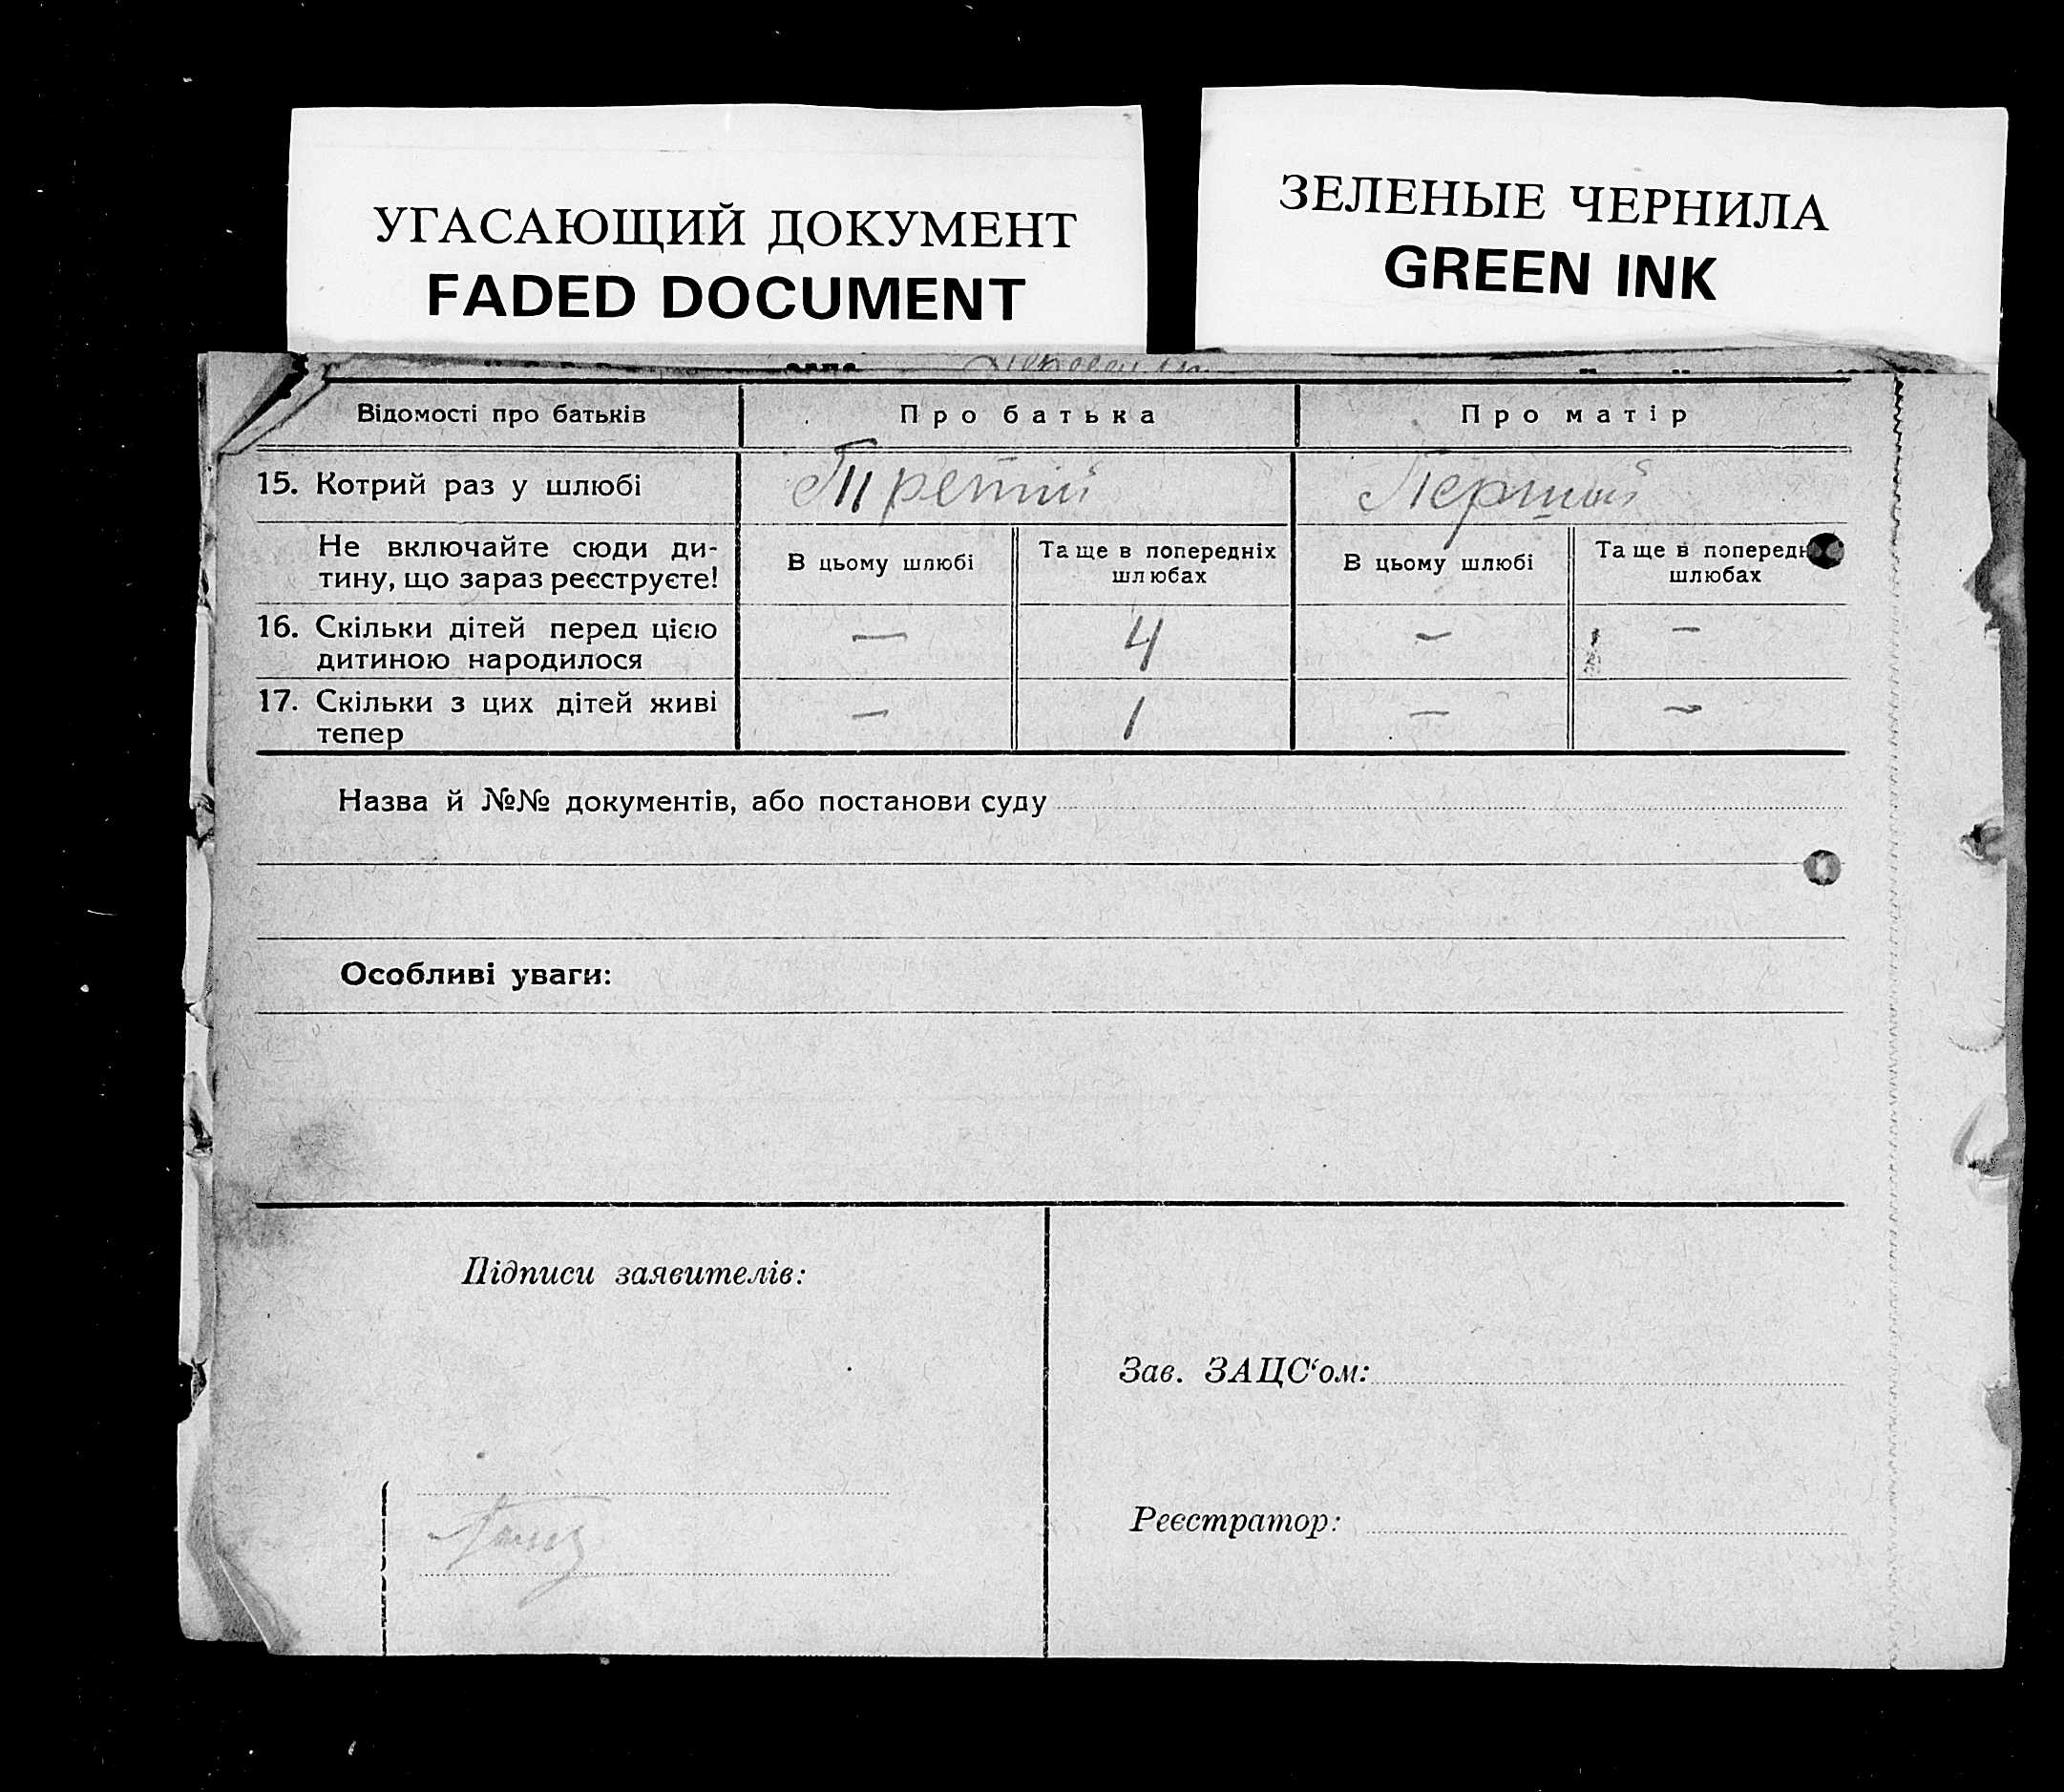 УГАСАЮЩИЙ ДОКУМЕНТ
FADED DOCUMENT
ЗЕЛЕНЫЕ ЧЕРНИЛА
GREEN INK
Відомості про батьків Про батька Про матір
15. Котрий раз у шлюбі Третій Перший
Не включайте сюди ди-
тину, що зараз реєструєте!
В цьому шлюбі
Та ще в попередніх
шлюбах
В цьому шлюбі
Та ще в попередн
шлюбах
16. Скільки дітей перед цією
дитиною народилося
— 4 — —
17. Скільки з цих дітей живі
тепер
— 1 — —
Назва й №№ документів, або постанови суду
Особливі уваги:
Підписи заявителів:
Зав. ЗАЦС‘ом:
Реєстратор: